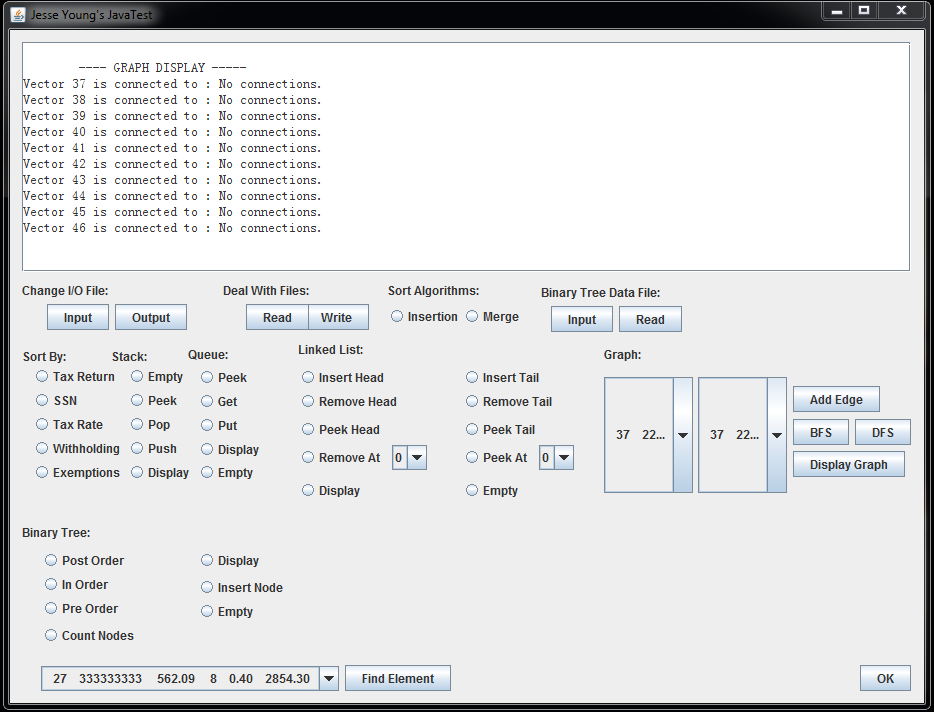 Jesse Young's JavaTest
---- GRAPH DISPLAY -----
Vector 37 is connected to : No connections.
Vector 38 is connected to : No connections.
Vector 39 is connected to : No connections.
Vector 40 is connected to : No connections.
Vector 41 is connected to : No connections.
Vector 42 is connected to : No connections.
Vector 43 is connected to : No connections.
Vector 44 is connected to : No connections.
Vector 45 is connected to : No connections.
Vector 46 is connected to : No connections.
Change I/O File: Deal With Files: Sort Algorithms: Binary Tree Data File:
Input Output Read Write Insertion Merge Input Read
Sort By: Stack: Queue: Linked List: Graph:
Tax Return Empty Peek Insert Head Insert Tail
SSN Peek Get Remove Head Remove Tail Add Edge
Tax Rate Pop Put Peek Head Peek Tail 37 22... 37 22... BFS DFS
Withholding Push Display Remove At 0 Peek At 0 Display Graph
Exemptions Display Empty Display Empty
Binary Tree:
Post Order Display
In Order Insert Node
Pre Order Empty
Count Nodes
27 333333333 562.09 8 0.40 2854.30 Find Element OK